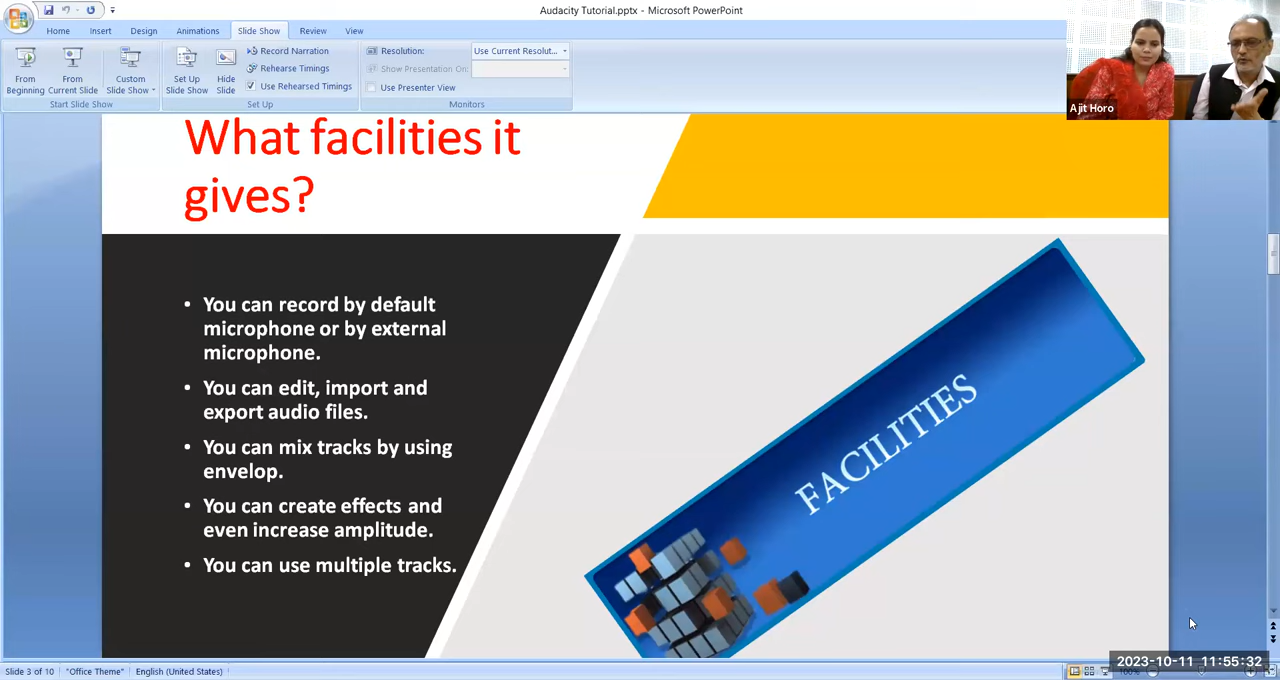 Audacity Tutorial.pptx - Microsoft PowerPoint
Home Insert Design Animations Slide Show Review View
From Beginning
From Current Slide
Custom Slide Show
Start Slide Show
Set Up Slide Show
Hide Slide
Record Narration
Rehearse Timings
Use Rehearsed Timings
Set Up
Resolution: Use Current Resolut...
Show Presentation On:
Use Presenter View
Monitors
Ajit Horo
What facilities it
gives?
• You can record by default
microphone or by external
microphone.
• You can edit, import and
export audio files.
• You can mix tracks by using
envelop.
• You can create effects and
even increase amplitude.
• You can use multiple tracks.
FACILITIES
2023-10-11 11:55:32
Slide 3 of 10 "Office Theme" English (United States) 100%